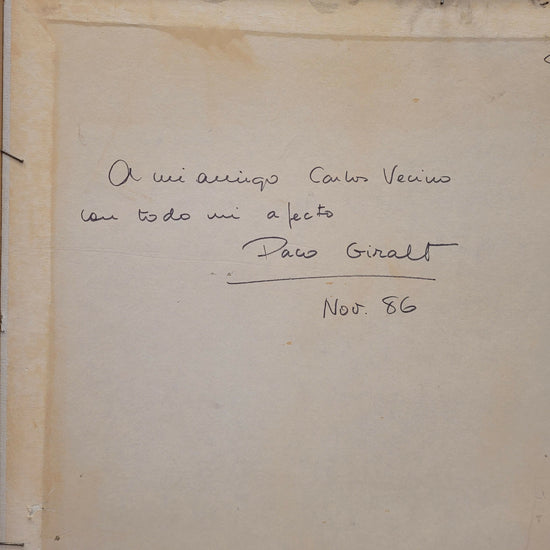 A mi amigo Carlos Vecino
con todo mi afecto
Paco Giralt
Nov. 86